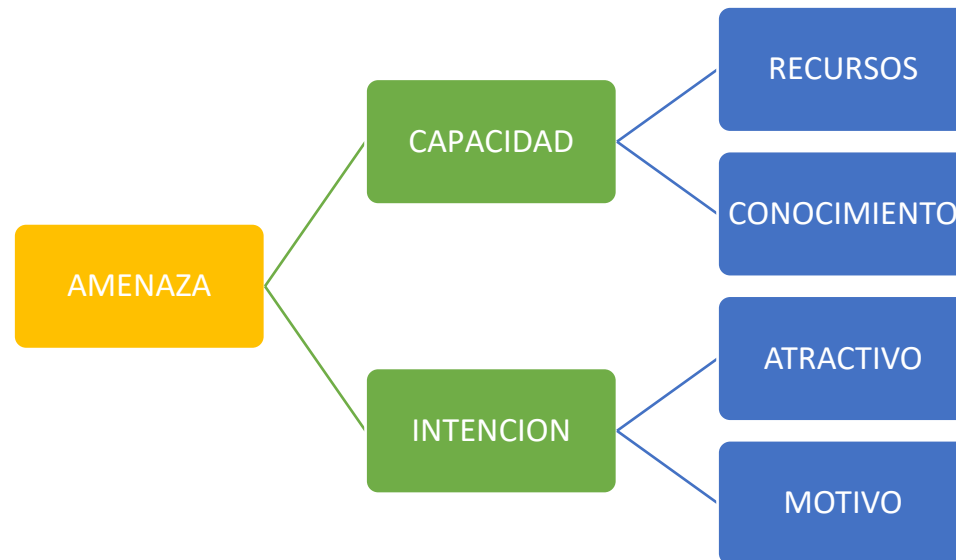 AMENAZA
CAPACIDAD
RECURSOS
CONOCIMIENTO
INTENCION
ATRACTIVO
MOTIVO